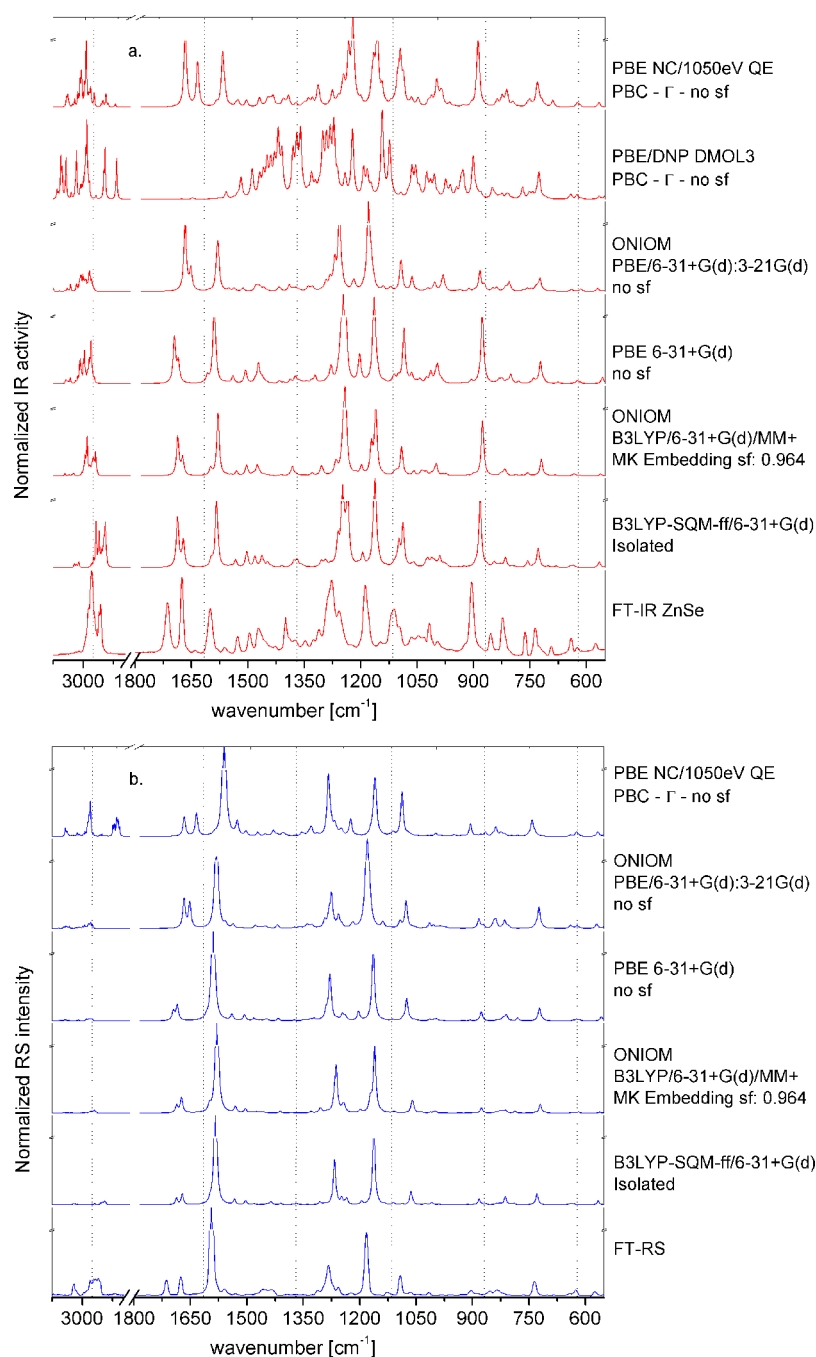 a.
PBE NC/1050eV QE
PBC - Γ - no sf
PBE/DNP DMOL3
PBC - Γ - no sf
ONIOM
PBE/6-31+G(d):3-21G(d)
no sf
PBE 6-31+G(d)
no sf
ONIOM
B3LYP/6-31+G(d)/MM+
MK Embedding sf: 0.964
B3LYP-SQM-ff/6-31+G(d)
Isolated
FT-IR ZnSe
Normalized IR activity
3000 1800 1650 1500 1350 1200 1050 900 750 600
wavenumber [cm-1]
b.
PBE NC/1050eV QE
PBC - Γ - no sf
ONIOM
PBE/6-31+G(d):3-21G(d)
no sf
PBE 6-31+G(d)
no sf
ONIOM
B3LYP/6-31+G(d)/MM+
MK Embedding sf: 0.964
B3LYP-SQM-ff/6-31+G(d)
Isolated
FT-RS
Normalized RS intensity
3000 1800 1650 1500 1350 1200 1050 900 750 600
wavenumber [cm-1]